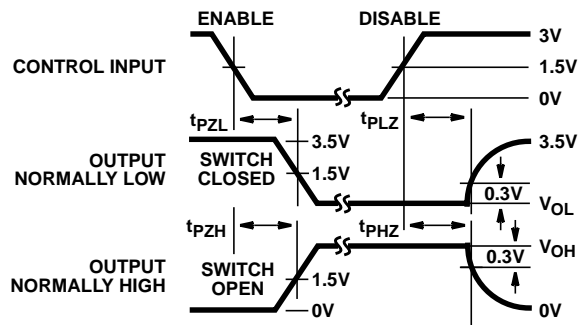 ENABLE DISABLE
3V
CONTROL INPUT 1.5V
0V
tPZL 3.5V tPLZ 3.5V
OUTPUT NORMALLY LOW
SWITCH CLOSED
1.5V
0.3V
VOL
tPZH tPHZ
VOH
OUTPUT NORMALLY HIGH
SWITCH OPEN
0.3V
1.5V
0V 0V